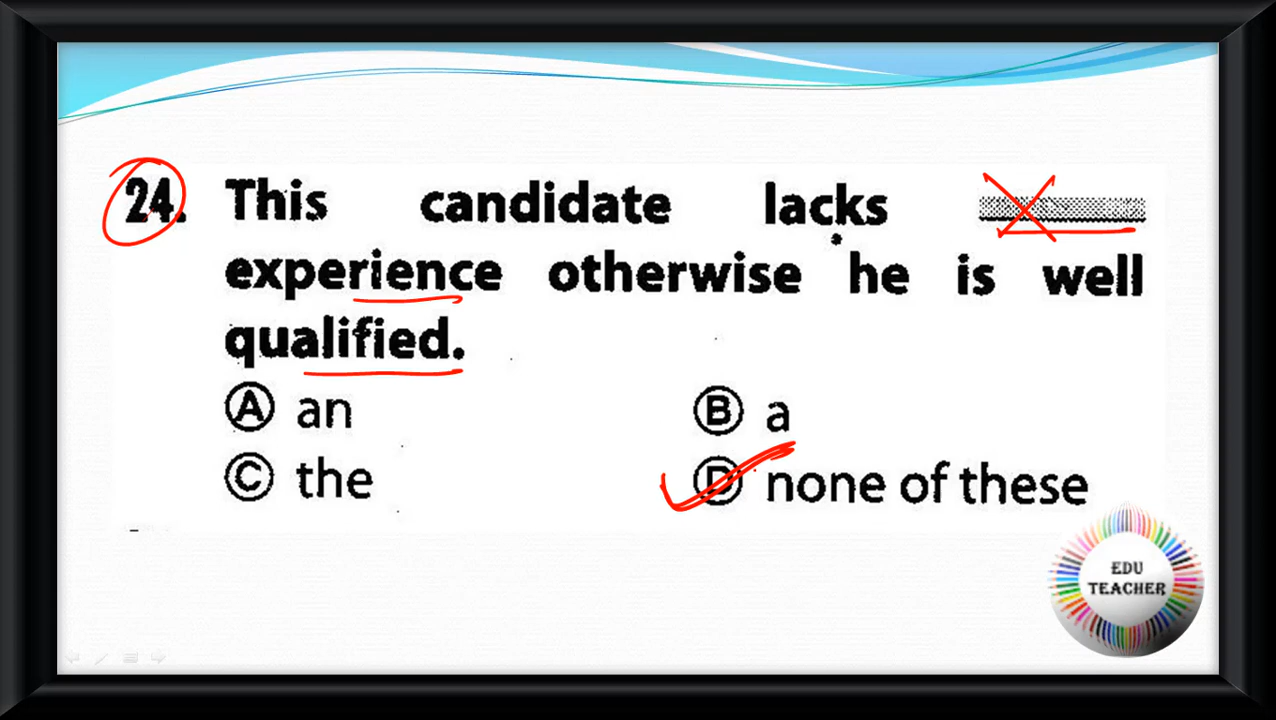 24. This candidate lacks
experience otherwise he is well
qualified.
A an
B a
C the
D none of these
EDU
TEACHER